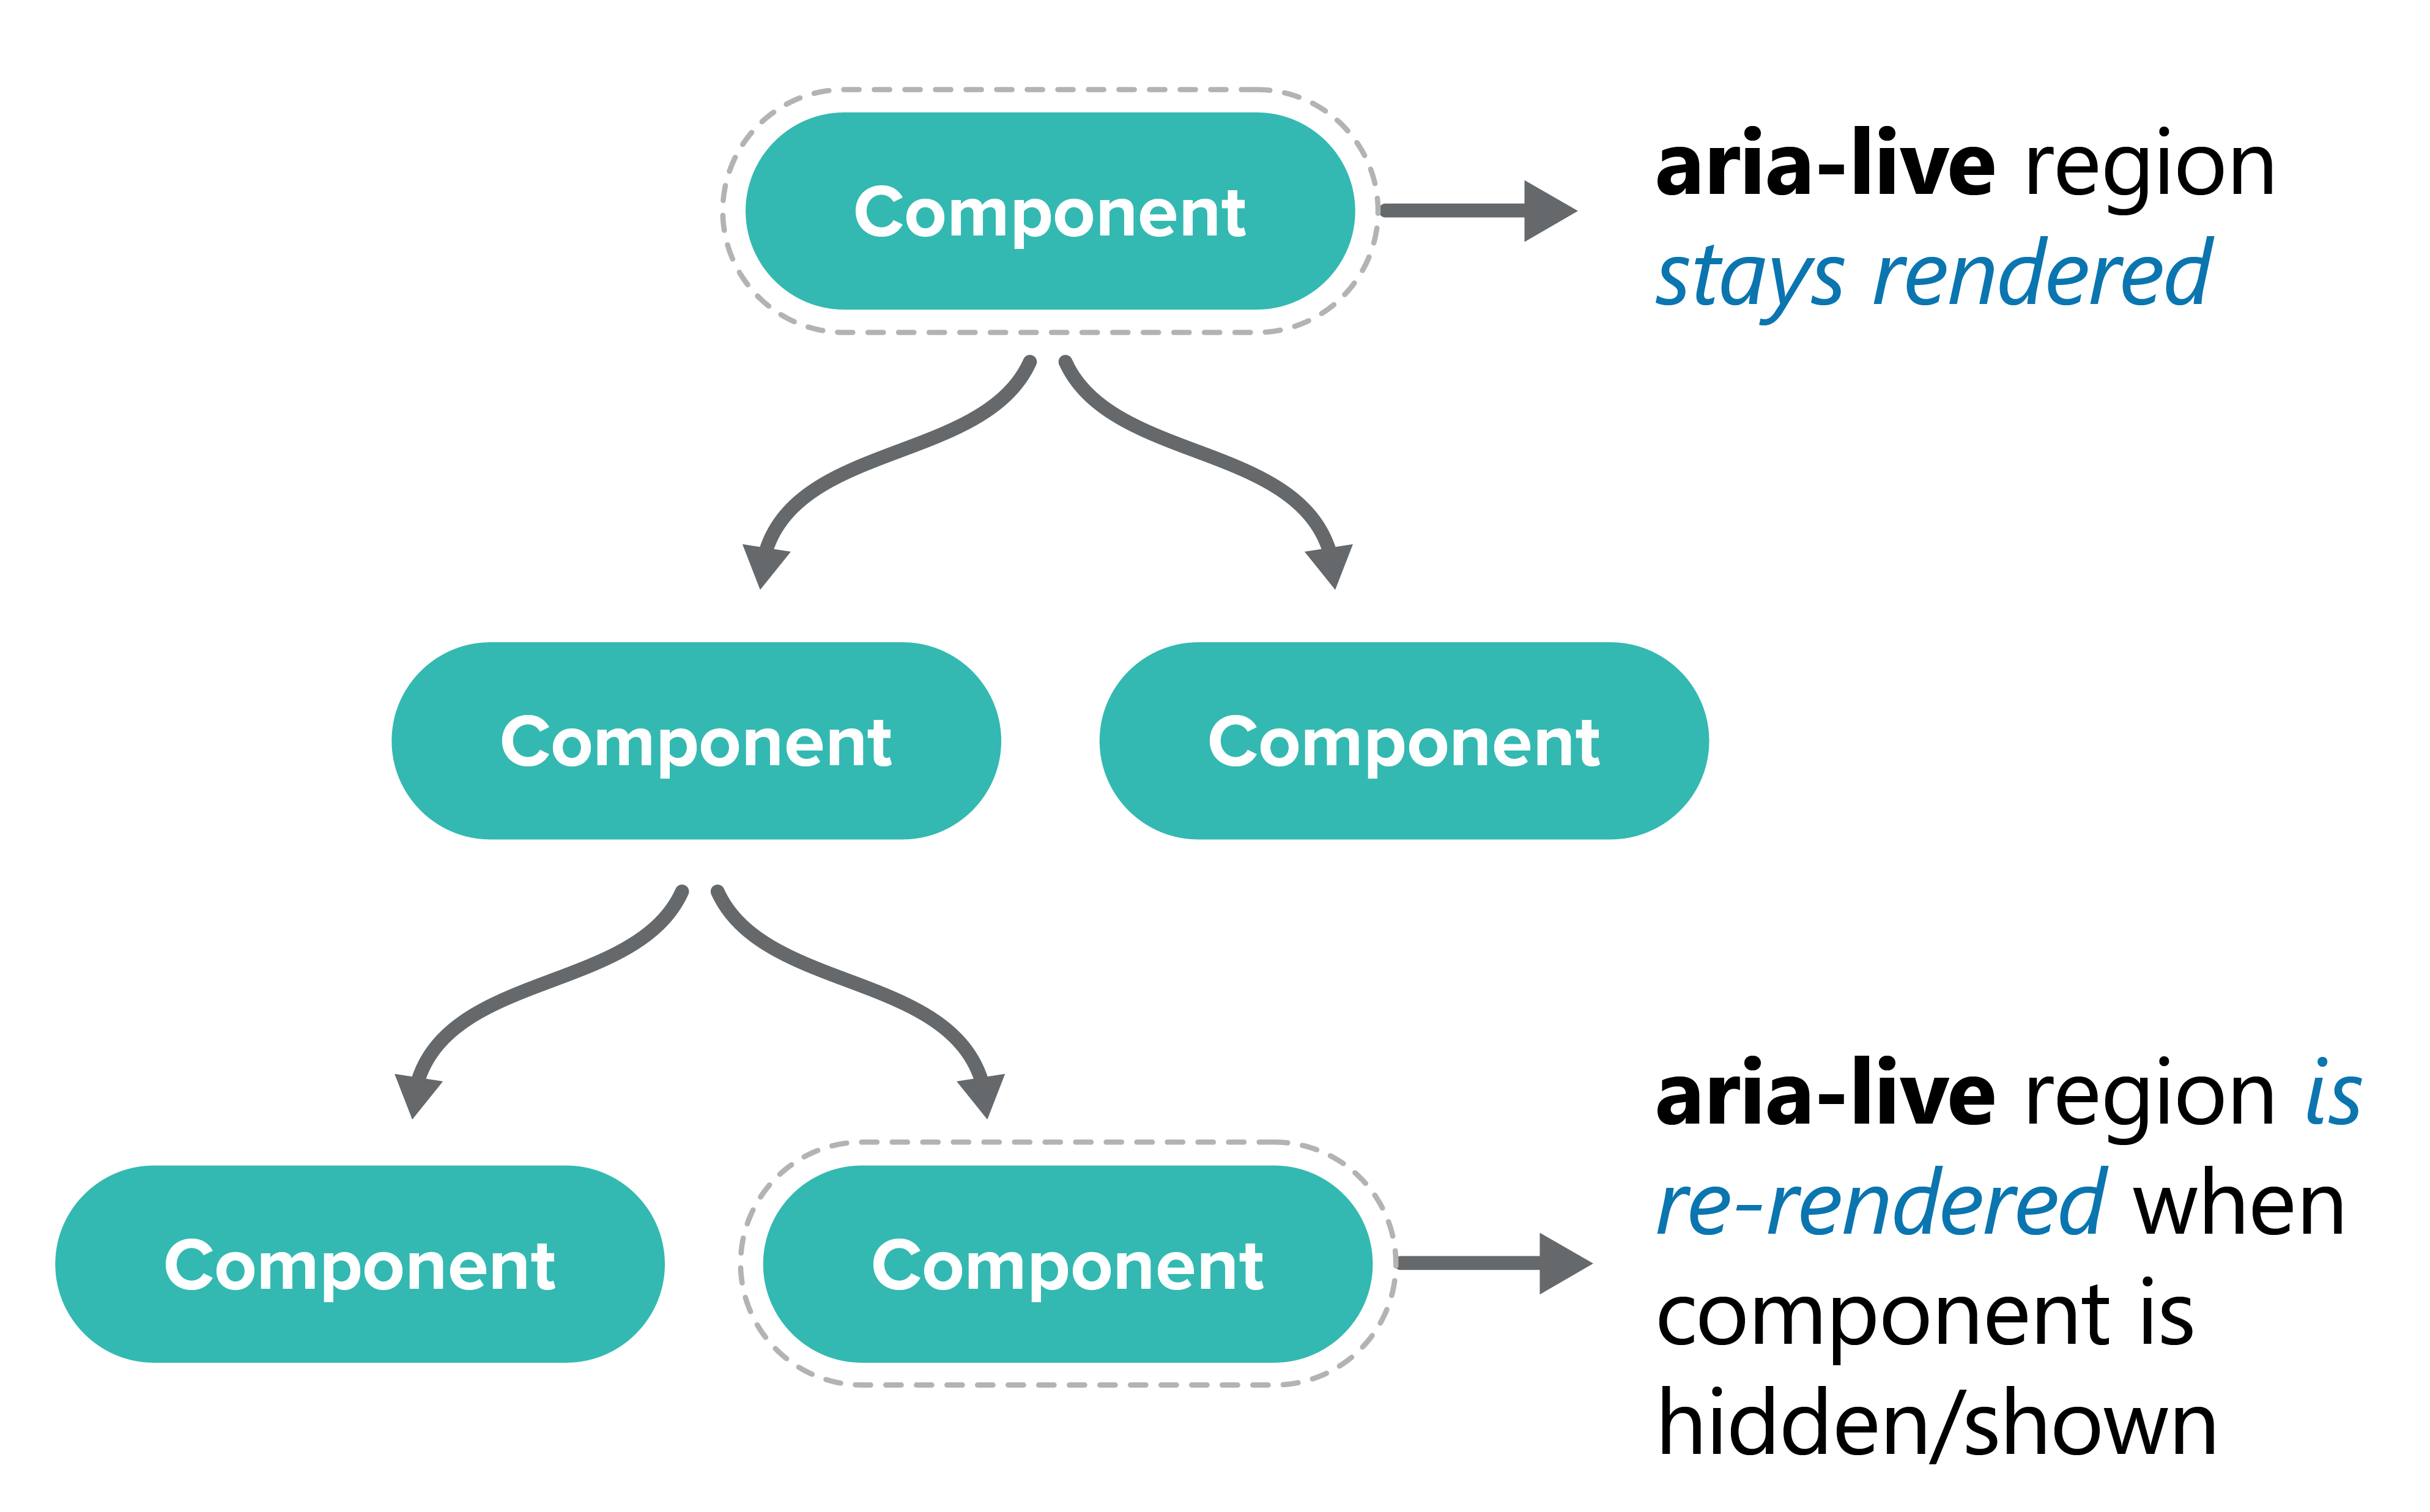 Component
aria-live region
stays rendered
Component
Component
Component
Component
aria-live region is
re-rendered when
component is
hidden/shown